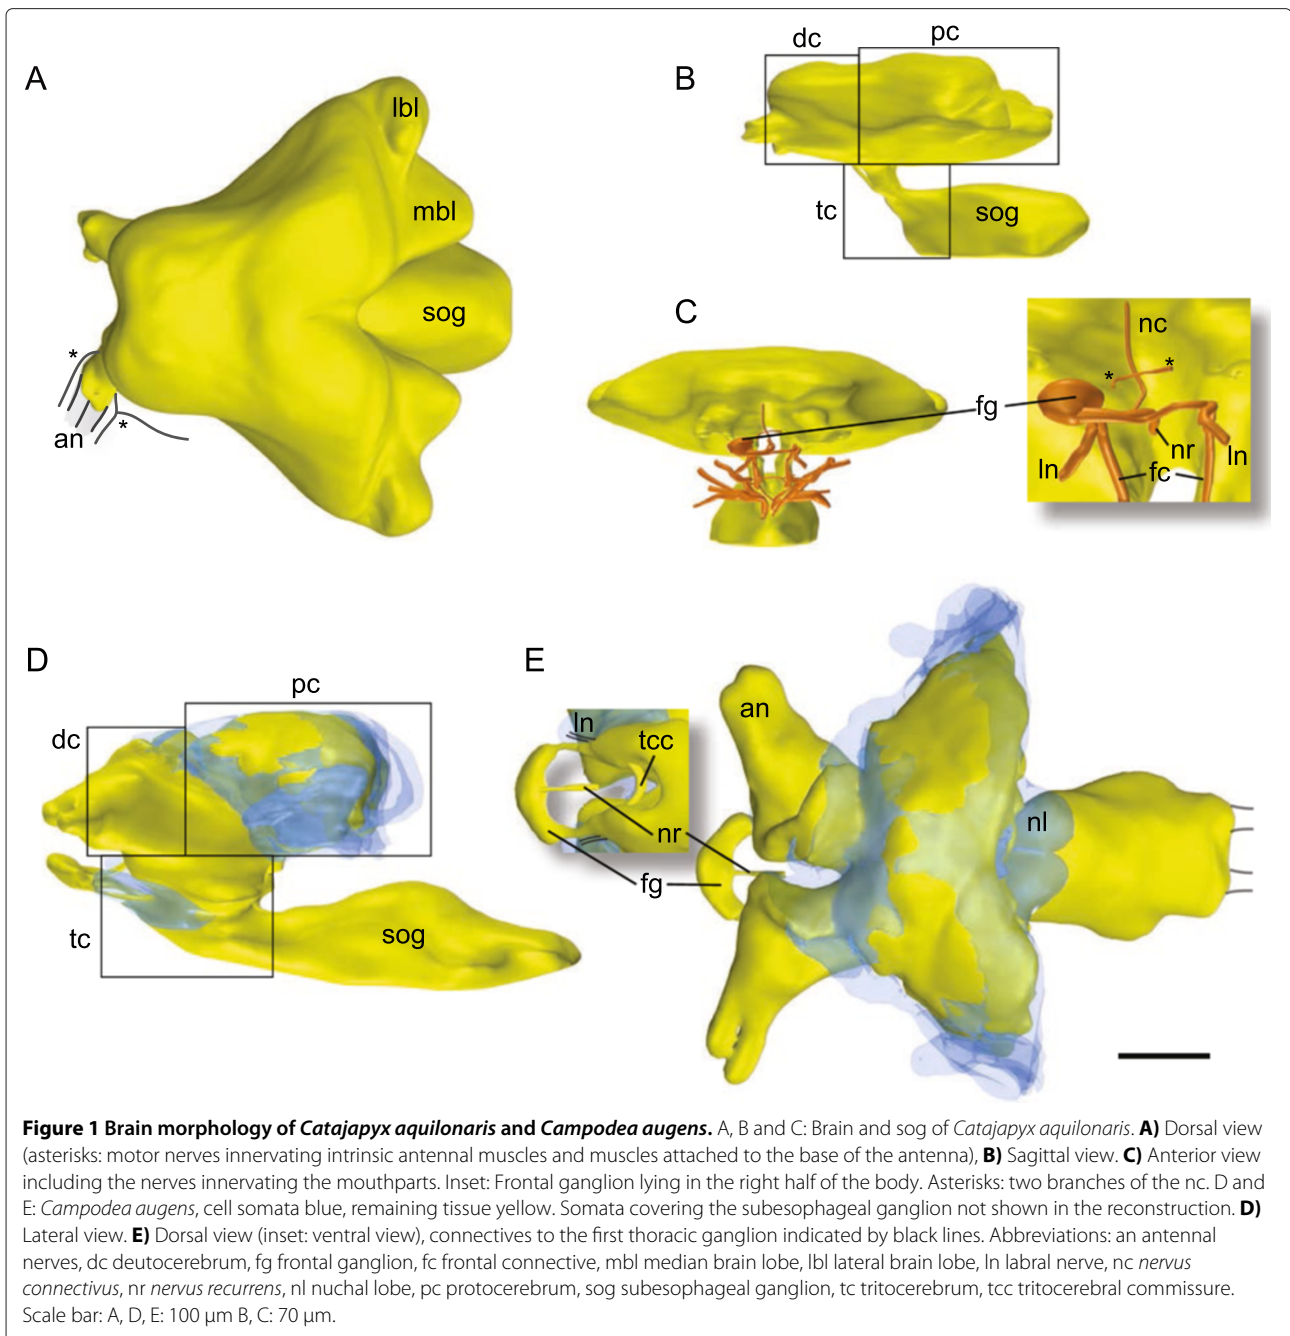 A
lbl
mbl
sog
*
an
*
B
dc
pc
tc
sog
C
fg
nc
*
*
ln
nr
fc
ln
D
pc
dc
tc
sog
E
ln
tcc
nr
fg
an
nl
Figure 1 Brain morphology of Catajapyx aquilonaris and Campodea augens. A, B and C: Brain and sog of Catajapyx aquilonaris. A) Dorsal view
(asterisks: motor nerves innervating intrinsic antennal muscles and muscles attached to the base of the antenna), B) Sagittal view. C) Anterior view
including the nerves innervating the mouthparts. Inset: Frontal ganglion lying in the right half of the body. Asterisks: two branches of the nc. D and
E: Campodea augens, cell somata blue, remaining tissue yellow. Somata covering the subesophageal ganglion not shown in the reconstruction. D)
Lateral view. E) Dorsal view (inset: ventral view), connectives to the first thoracic ganglion indicated by black lines. Abbreviations: an antennal
nerves, dc deutocerebrum, fg frontal ganglion, fc frontal connective, mbl median brain lobe, lbl lateral brain lobe, ln labral nerve, nc nervus
connectivus, nr nervus recurrens, nl nuchal lobe, pc protocerebrum, sog subesophageal ganglion, tc tritocerebrum, tcc tritocerebral commissure.
Scale bar: A, D, E: 100 µm B, C: 70 µm.